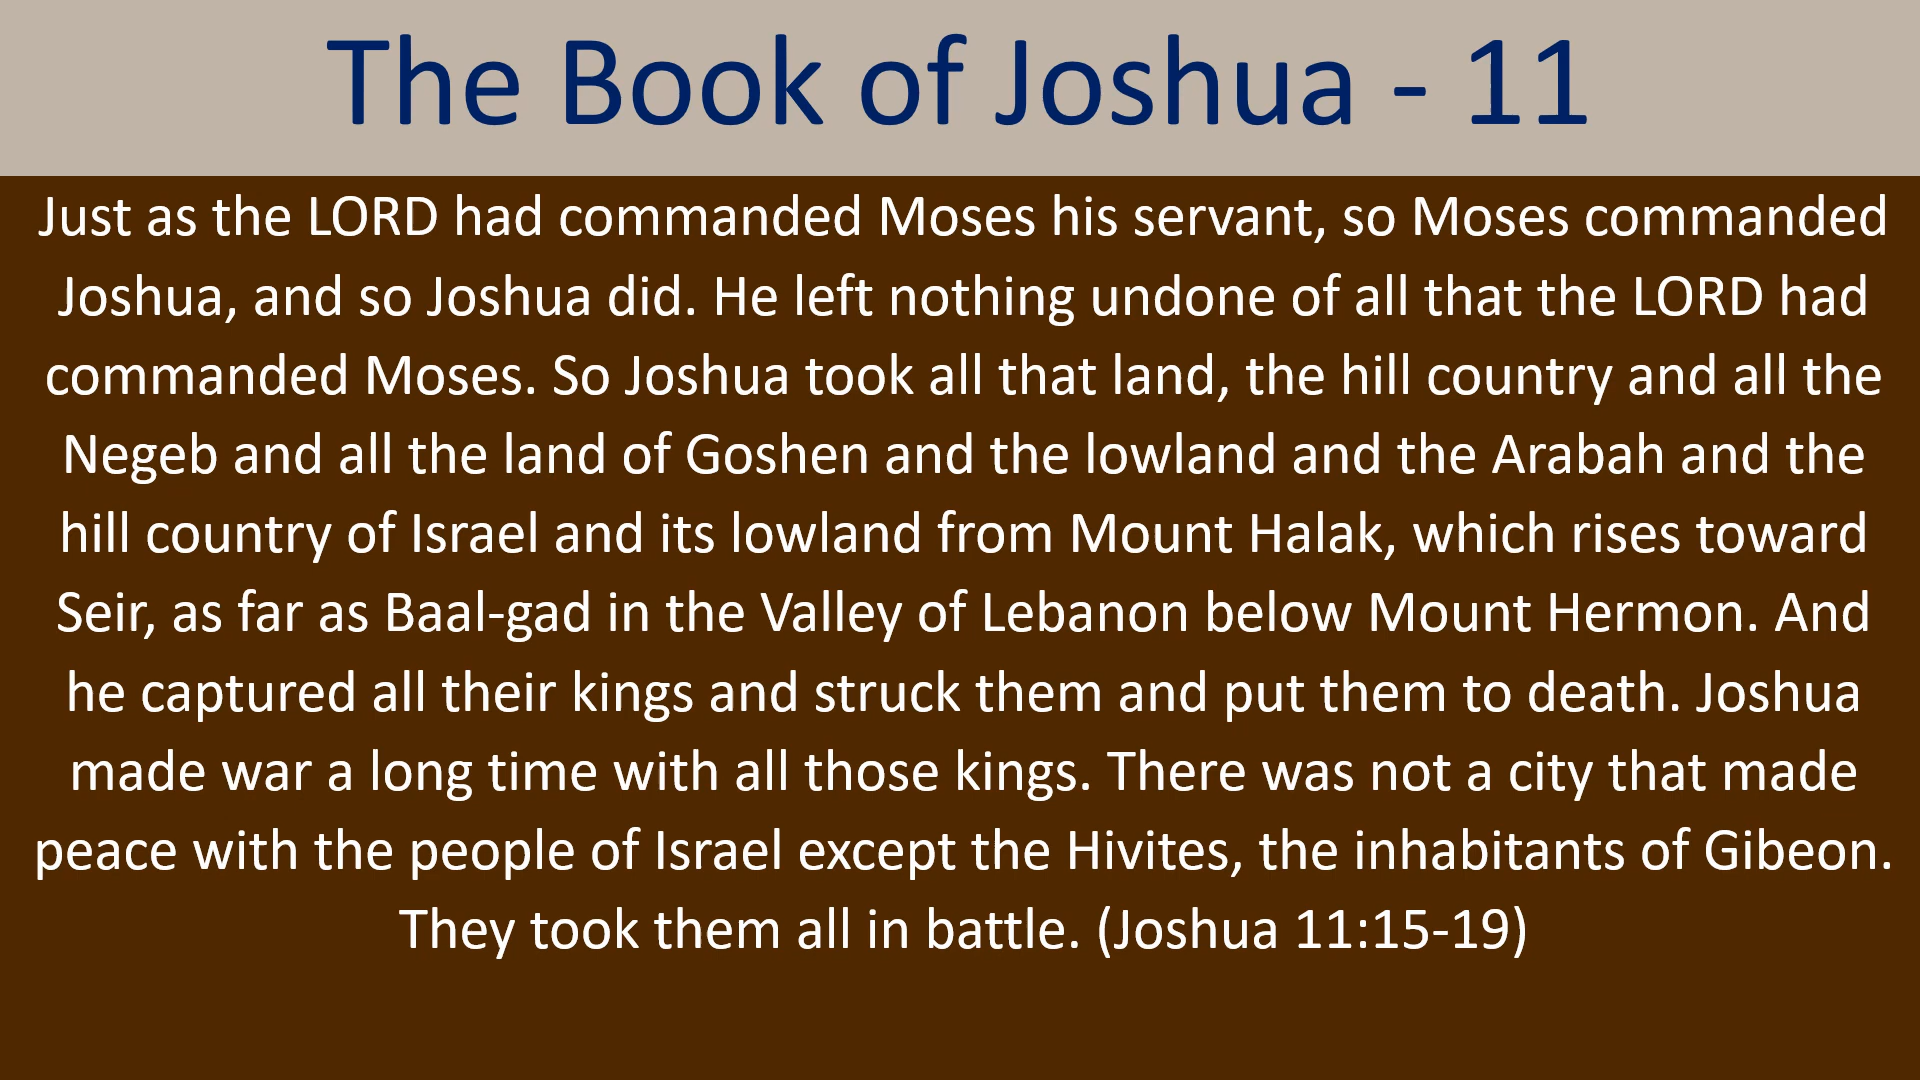 The Book of Joshua - 11
Just as the LORD had commanded Moses his servant, so Moses commanded
Joshua, and so Joshua did. He left nothing undone of all that the LORD had
commanded Moses. So Joshua took all that land, the hill country and all the
Negeb and all the land of Goshen and the lowland and the Arabah and the
hill country of Israel and its lowland from Mount Halak, which rises toward
Seir, as far as Baal-gad in the Valley of Lebanon below Mount Hermon. And
he captured all their kings and struck them and put them to death. Joshua
made war a long time with all those kings. There was not a city that made
peace with the people of Israel except the Hivites, the inhabitants of Gibeon.
They took them all in battle. (Joshua 11:15-19)